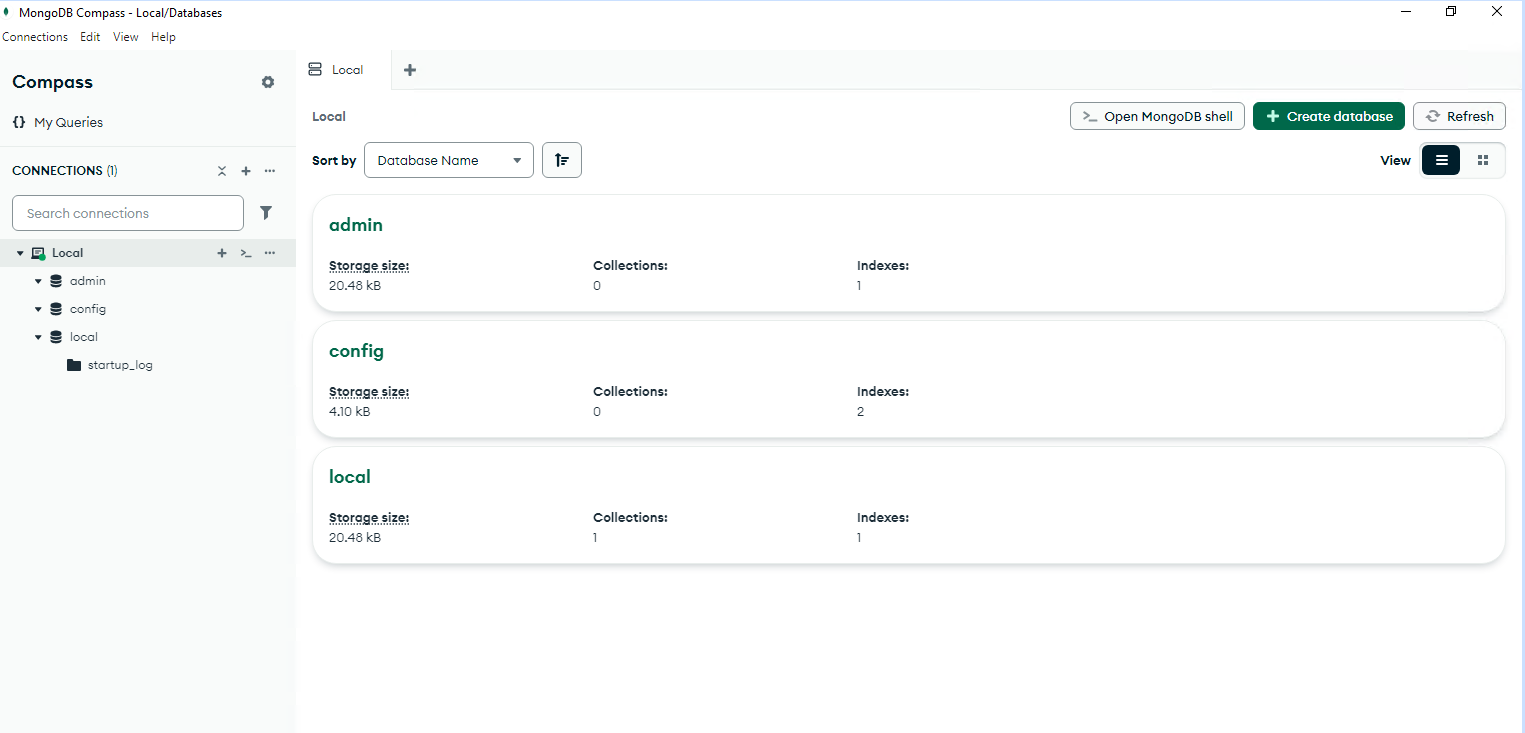 MongoDB Compass - Local/Databases
Connections Edit View Help
Compass
{} My Queries
CONNECTIONS (1)
Search connections
Local
admin
config
local
startup_log
Local
Local
>_ Open MongoDB shell
+ Create database
Refresh
Sort by
Database Name
View
admin
Storage size: Collections: Indexes:
20.48 kB 0 1
config
Storage size: Collections: Indexes:
4.10 kB 0 2
local
Storage size: Collections: Indexes:
20.48 kB 1 1